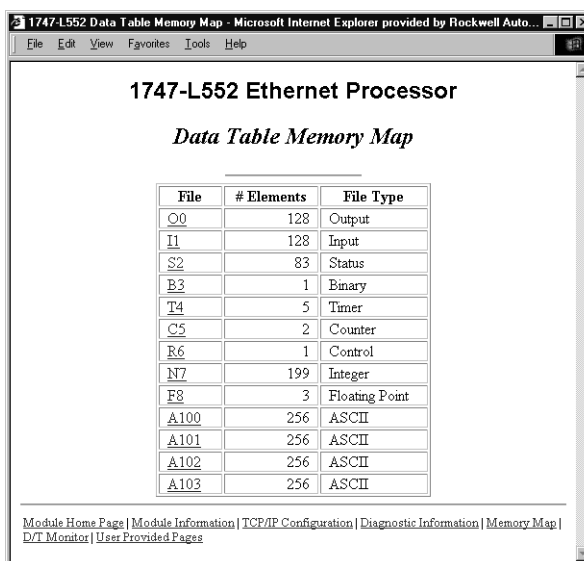 1747-L552 Data Table Memory Map - Microsoft Internet Explorer provided by Rockwell Auto...
File Edit View Favorites Tools Help
1747-L552 Ethernet Processor
Data Table Memory Map
File # Elements File Type
O0 128 Output
I1 128 Input
S2 83 Status
B3 1 Binary
T4 5 Timer
C5 2 Counter
R6 1 Control
N7 199 Integer
F8 3 Floating Point
A100 256 ASCII
A101 256 ASCII
A102 256 ASCII
A103 256 ASCII
Module Home Page | Module Information | TCP/IP Configuration | Diagnostic Information | Memory Map |
D/T Monitor | User Provided Pages